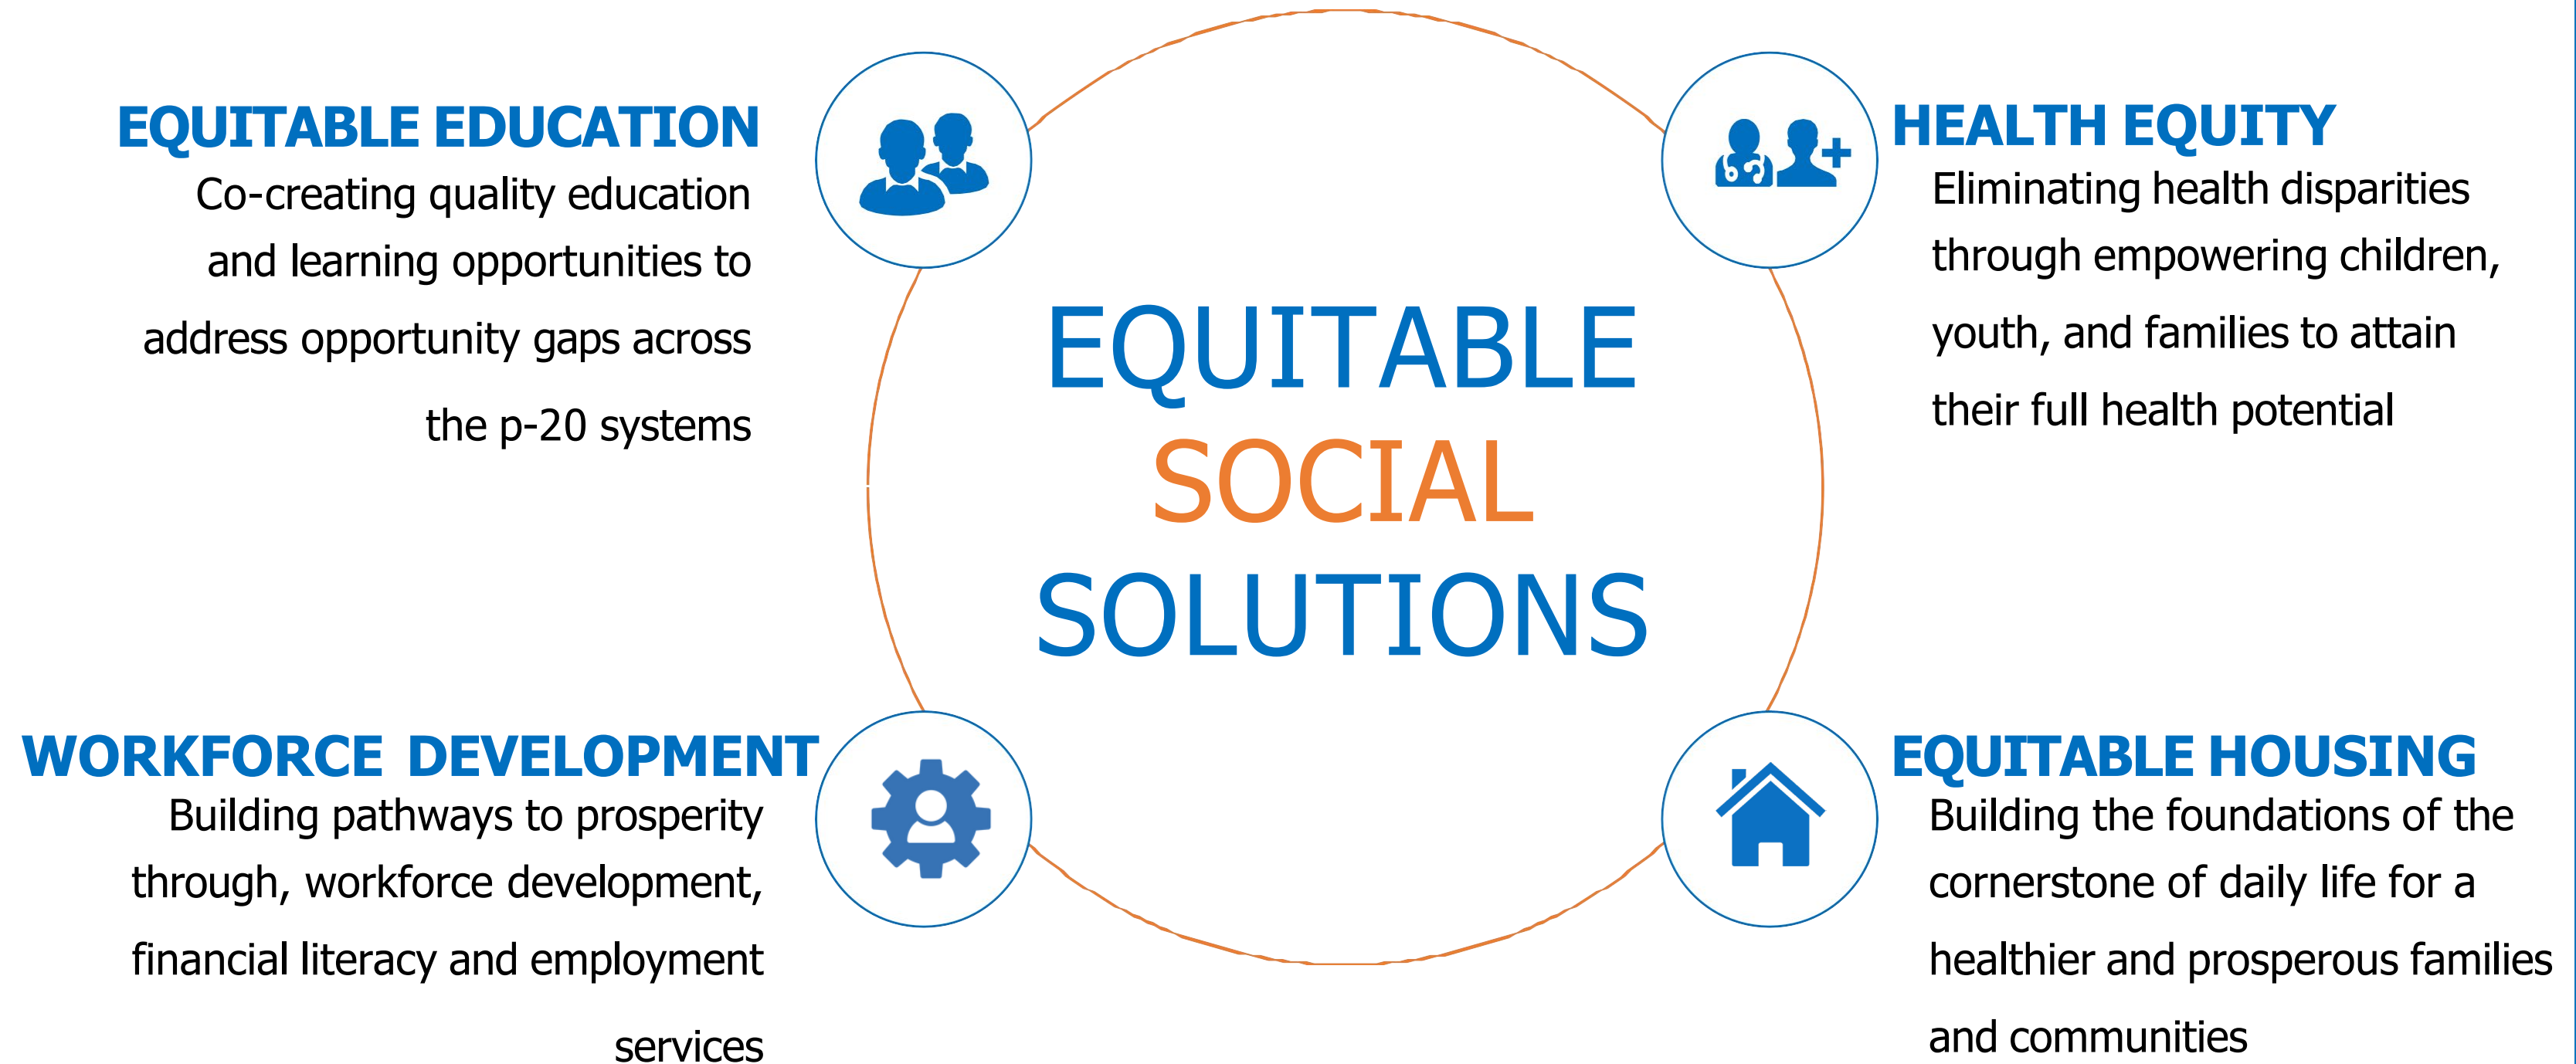 EQUITABLE EDUCATION
Co-creating quality education
and learning opportunities to
address opportunity gaps across
the p-20 systems
HEALTH EQUITY
Eliminating health disparities
through empowering children,
youth, and families to attain
their full health potential
EQUITABLE
SOCIAL
SOLUTIONS
WORKFORCE DEVELOPMENT
Building pathways to prosperity
through, workforce development,
financial literacy and employment
services
EQUITABLE HOUSING
Building the foundations of the
cornerstone of daily life for a
healthier and prosperous families
and communities